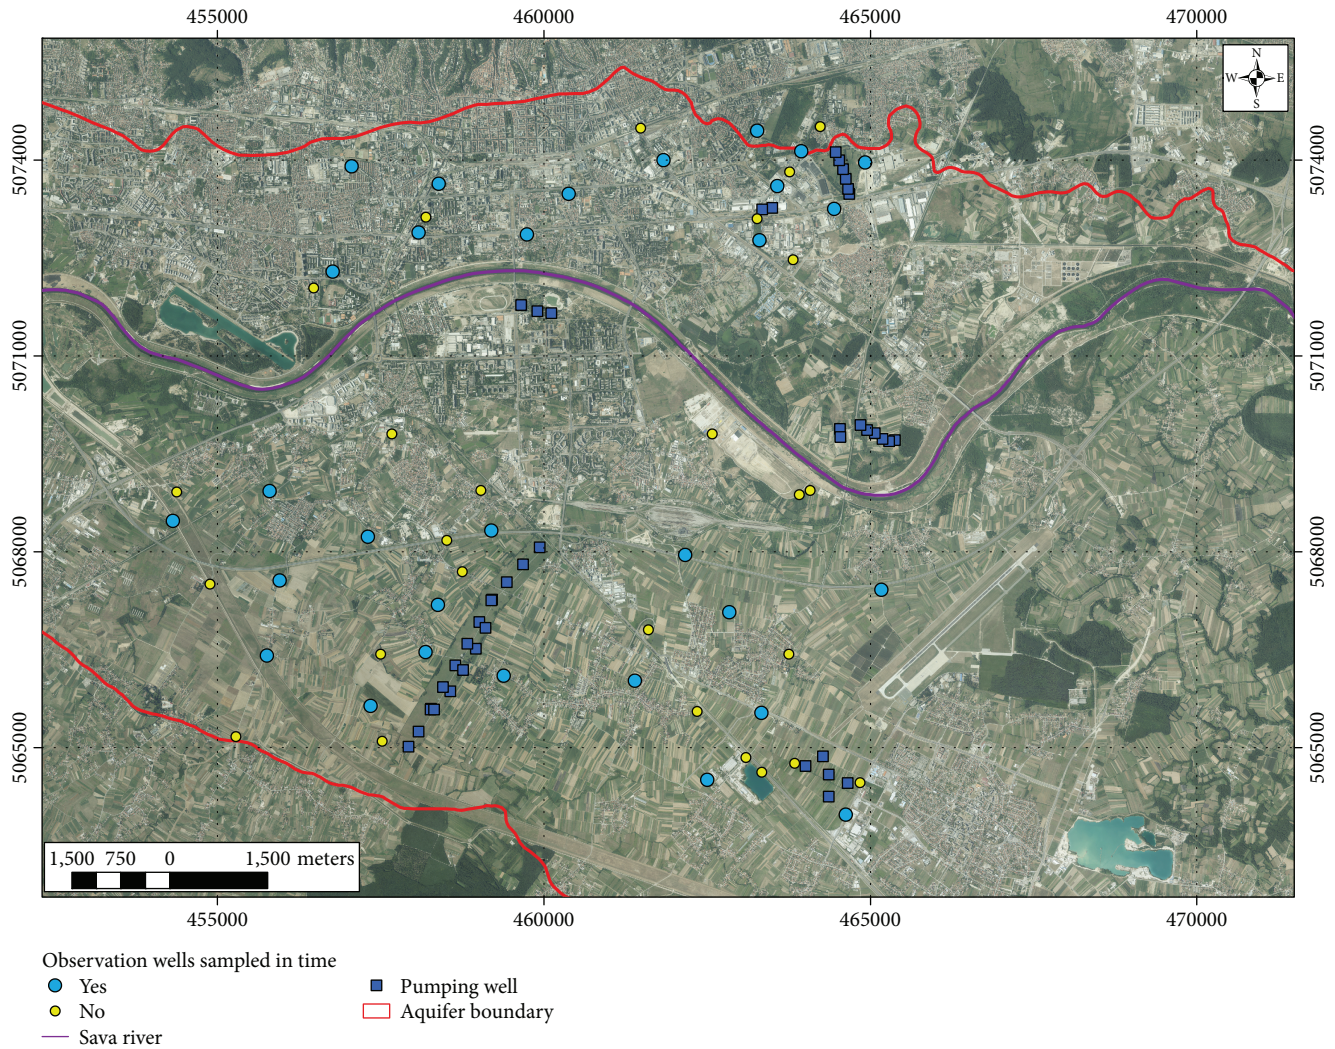 455000 460000 465000 470000
N
W E
S
5074000 5074000
5071000 5071000
5068000 5068000
5065000 5065000
1,500 750 0 1,500 meters
455000 460000 465000 470000
Observation wells sampled in time
Yes Pumping well
No Aquifer boundary
Sava river